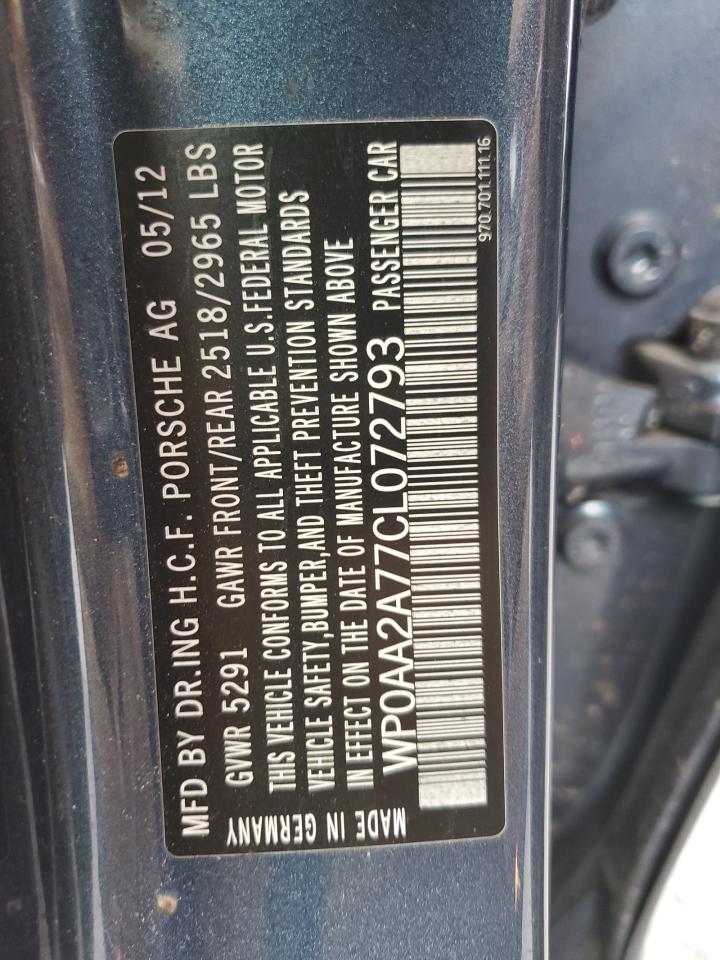 MFD BY DR.ING H.C.F. PORSCHE AG 05/12
GVWR 5291 GAWR FRONT/REAR 2518/2965 LBS
THIS VEHICLE CONFORMS TO ALL APPLICABLE U.S.FEDERAL MOTOR
VEHICLE SAFETY,BUMPER,AND THEFT PREVENTION STANDARDS
IN EFFECT ON THE DATE OF MANUFACTURE SHOWN ABOVE
WP0AA2A77CL072793 PASSENGER CAR
MADE IN GERMANY
970.701.111.16